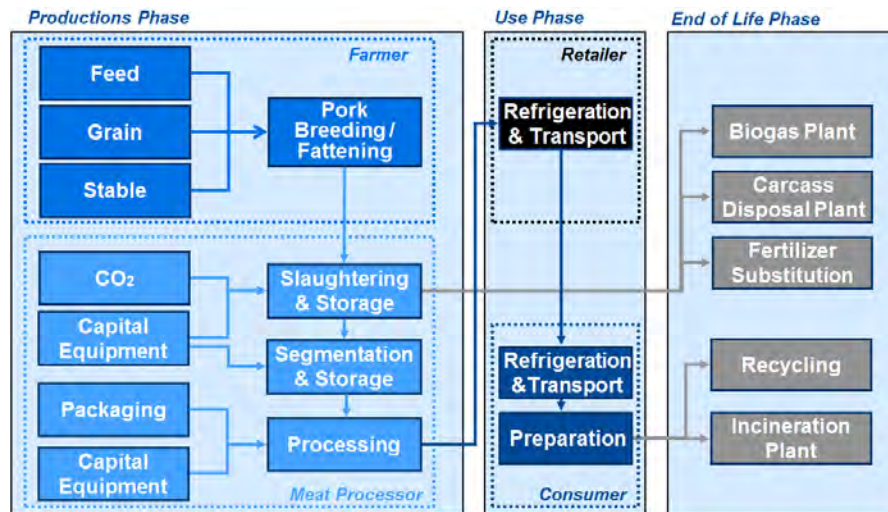 Productions Phase
Use Phase
End of Life Phase
Farmer
Feed
Grain
Stable
Pork
Breeding /
Fattening
CO₂
Capital
Equipment
Packaging
Capital
Equipment
Slaughtering
& Storage
Segmentation
& Storage
Processing
Meat Processor
Retailer
Refrigeration
& Transport
Refrigeration
&Transport
Preparation
Consumer
Biogas Plant
Carcass
Disposal Plant
Fertilizer
Substitution
Recycling
Incineration
Plant